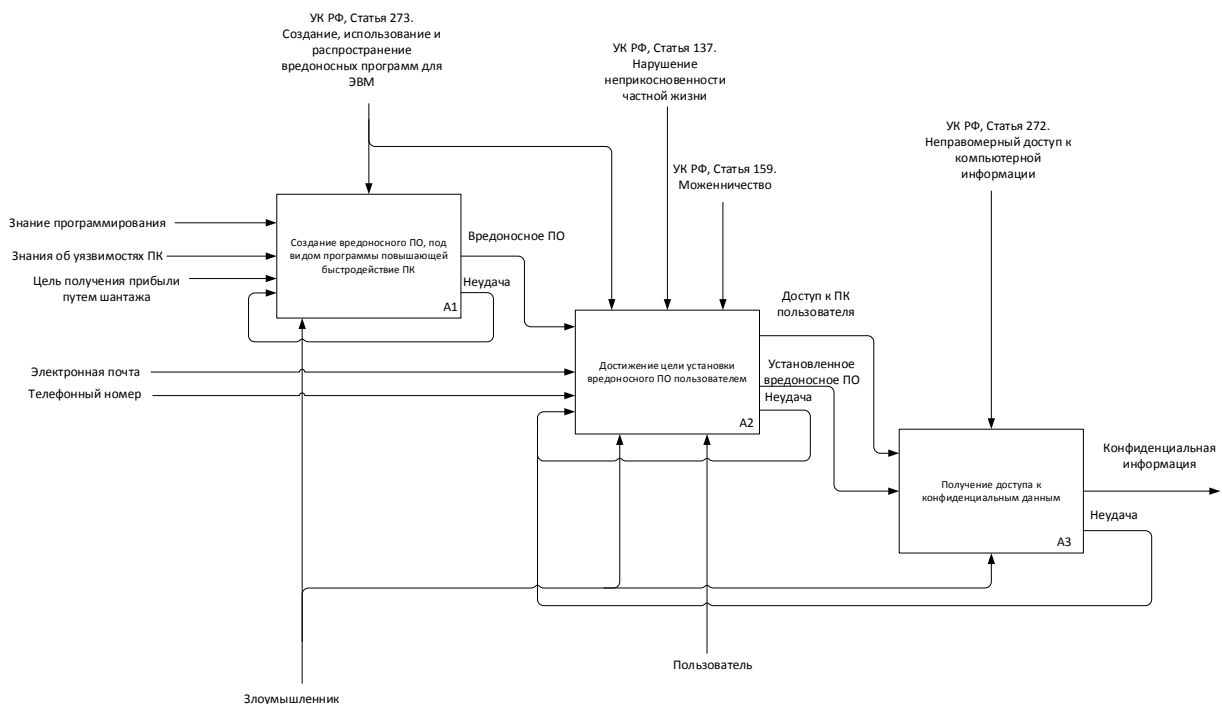 УК РФ, Статья 273.
Создание, использование и
распространение
вредоносных программ для
ЭВМ
УК РФ, Статья 137.
Нарушение
неприкосновенности
частной жизни
УК РФ, Статья 159.
Моженничество
УК РФ, Статья 272.
Неправомерный доступ к
компьютерной
информации
Знание программирования
Знания об уязвимостях ПК
Цель получения прибыли
путем шантажа
Создание вредоносного ПО, под
видом программы повышающей
быстродействие ПК
А1
Вредоносное ПО
Неудача
Электронная почта
Телефонный номер
Достижение цели установки
вредоносного ПО пользователем
А2
Доступ к ПК
пользователя
Установленное
вредоносное ПО
Неудача
Получение доступа к
конфиденциальным данным
А3
Конфиденциальная
информация
Неудача
Пользователь
Злоумышленник